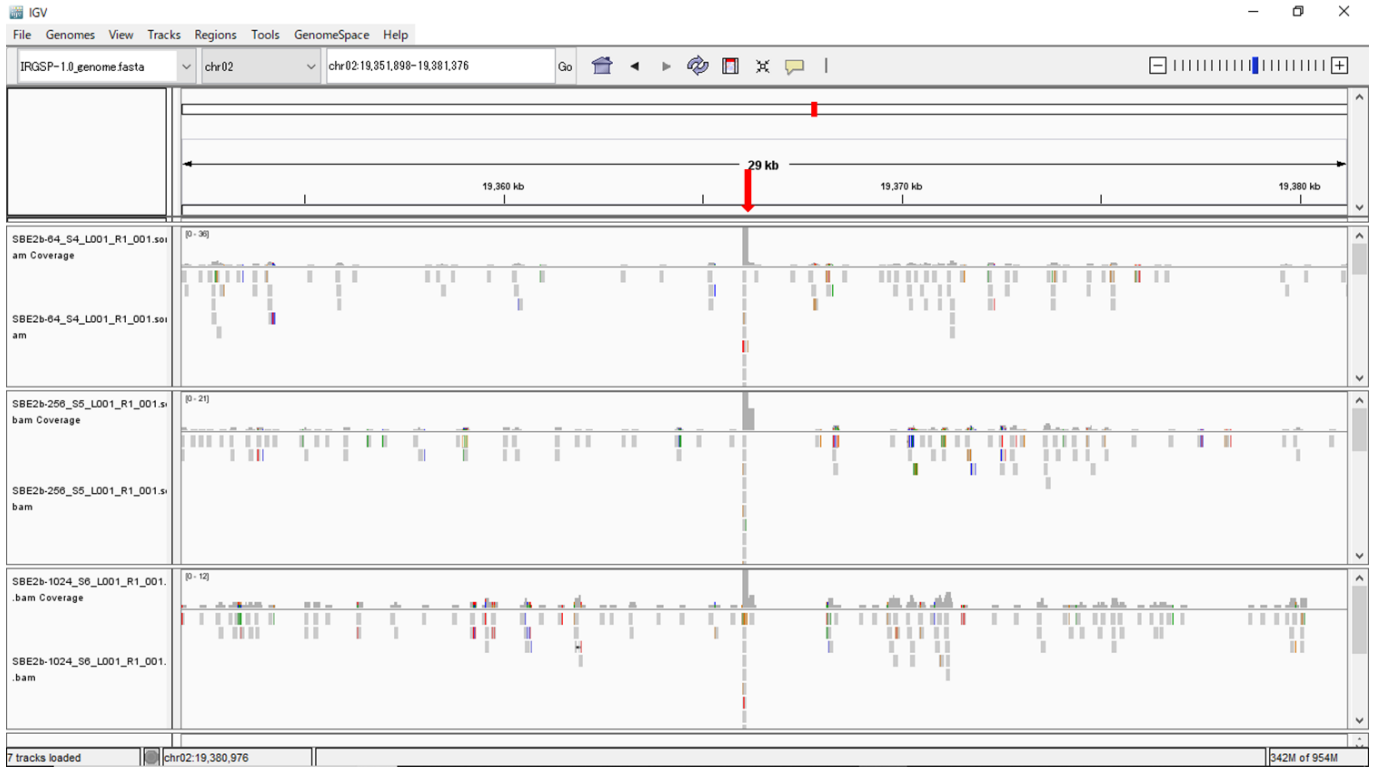 IGV
File Genomes View Tracks Regions Tools GenomeSpace Help
IRGSP-1.0_genome.fasta chr02 chr02:19,351,898-19,381,376 Go
29 kb
19,360 kb 19,370 kb 19,380 kb
SBE2b-64_S4_L001_R1_001.sor
am Coverage
[0 - 36]
SBE2b-64_S4_L001_R1_001.sor
am
SBE2b-256_S5_L001_R1_001.s
bam Coverage
[0 - 21]
SBE2b-256_S5_L001_R1_001.s
bam
SBE2b-1024_S6_L001_R1_001.
.bam Coverage
[0 - 12]
SBE2b-1024_S6_L001_R1_001.
.bam
7 tracks loaded chr02:19,380,976 342M of 954M